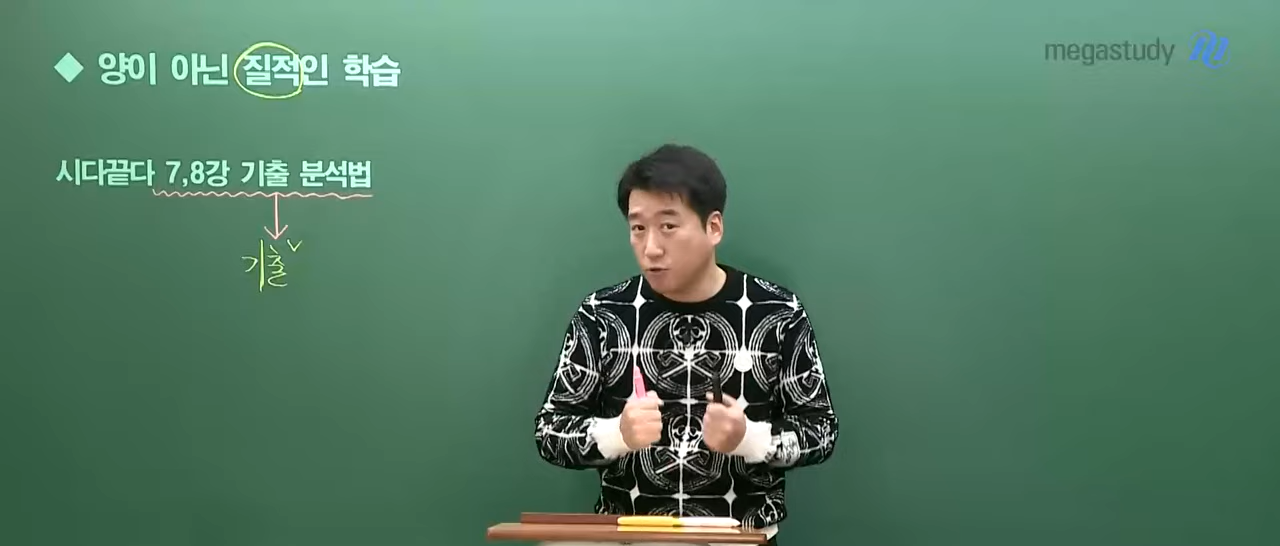 ◆ 양이 아닌 질적인 학습
megastudy
시다끝다 7,8강 기출 분석법
기출